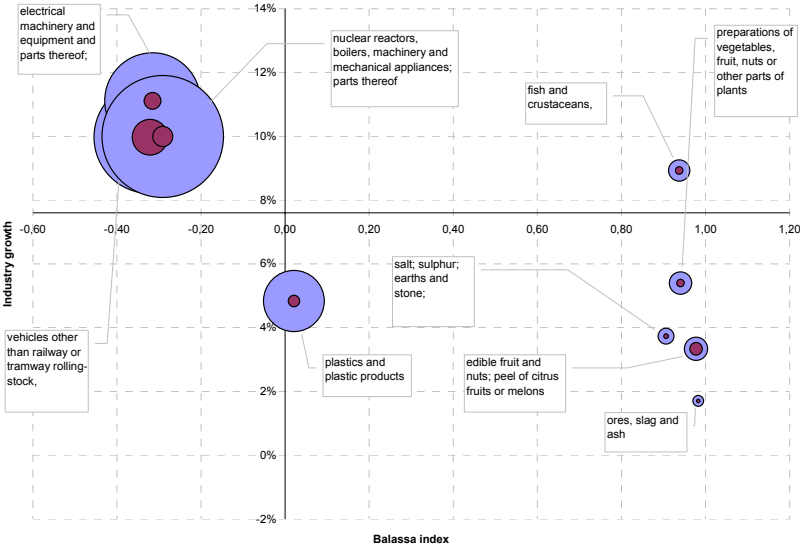 electrical
machinery and
equipment and
parts thereof;
nuclear reactors,
boilers, machinery and
mechanical appliances;
parts thereof
preparations of
vegetables,
fruit, nuts or
other parts of
plants
fish and
crustaceans,
14%
12%
10%
8%
6%
4%
2%
0%
-2%
-0,60
-0,40
-0,20
0,00
0,20
0,40
0,60
0,80
1,00
1,20
Industry growth
salt; sulphur;
earths and
stone;
vehicles other
than railway or
tramway rolling-
stock,
plastics and
plastic products
edible fruit and
nuts; peel of citrus
fruits or melons
ores, slag and
ash
Balassa index